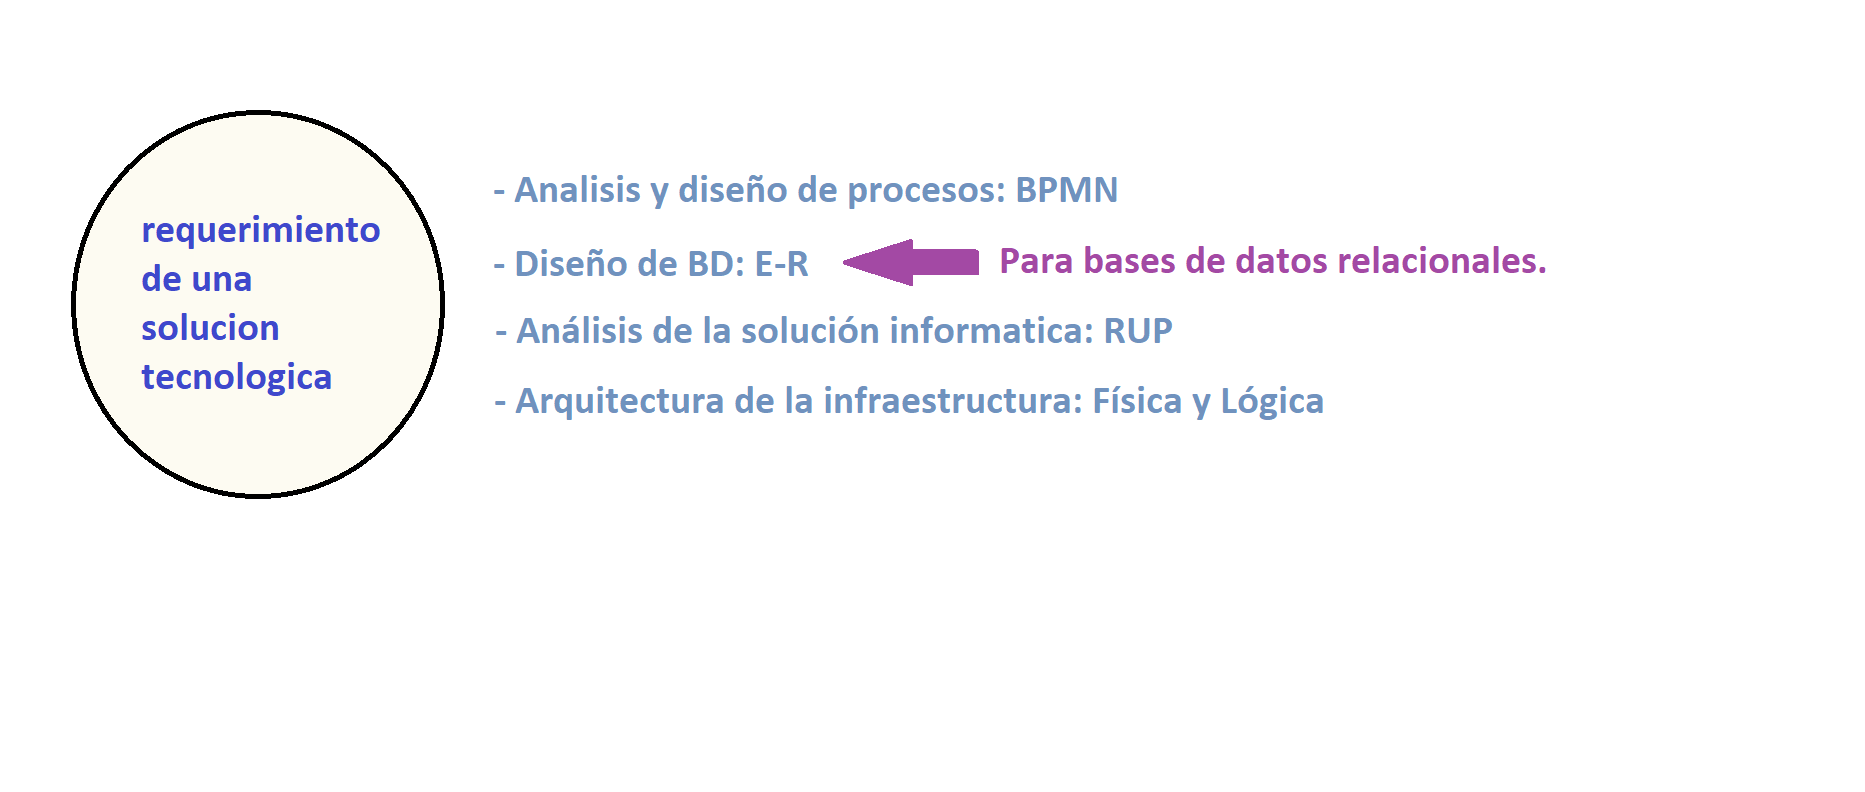 requerimiento
de una
solucion
tecnologica
- Analisis y diseño de procesos: BPMN
- Diseño de BD: E-R
Para bases de datos relacionales.
- Análisis de la solución informatica: RUP
- Arquitectura de la infraestructura: Física y Lógica